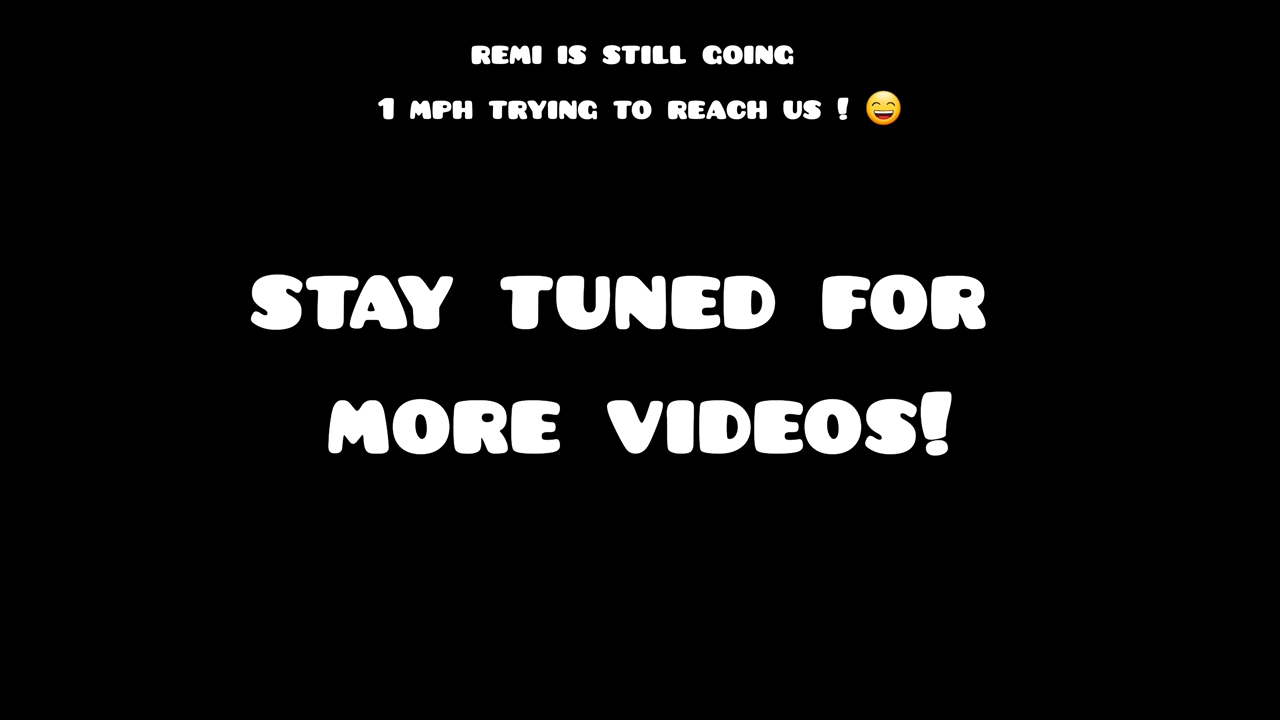 REMI IS STILL GOING
1 MPH TRYING TO REACH US ! 😄
STAY TUNED FOR
MORE VIDEOS!